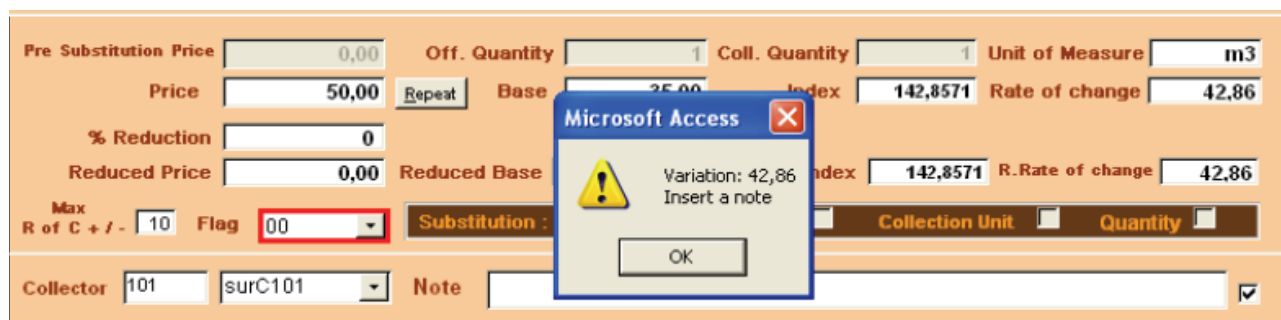 Pre Substitution Price 0,00 Off. Quantity 1 Coll. Quantity 1 Unit of Measure m3
Price 50,00 Repeat Base 35,00 Index 142,8571 Rate of change 42,86
% Reduction 0
Reduced Price 0,00 Reduced Base Index 142,8571 R.Rate of change 42,86
Max
R of C + / - 10 Flag 00 Substitution : Collection Unit Quantity
Collector 101 surC101 Note
Microsoft Access
Variation: 42,86
Insert a note
OK